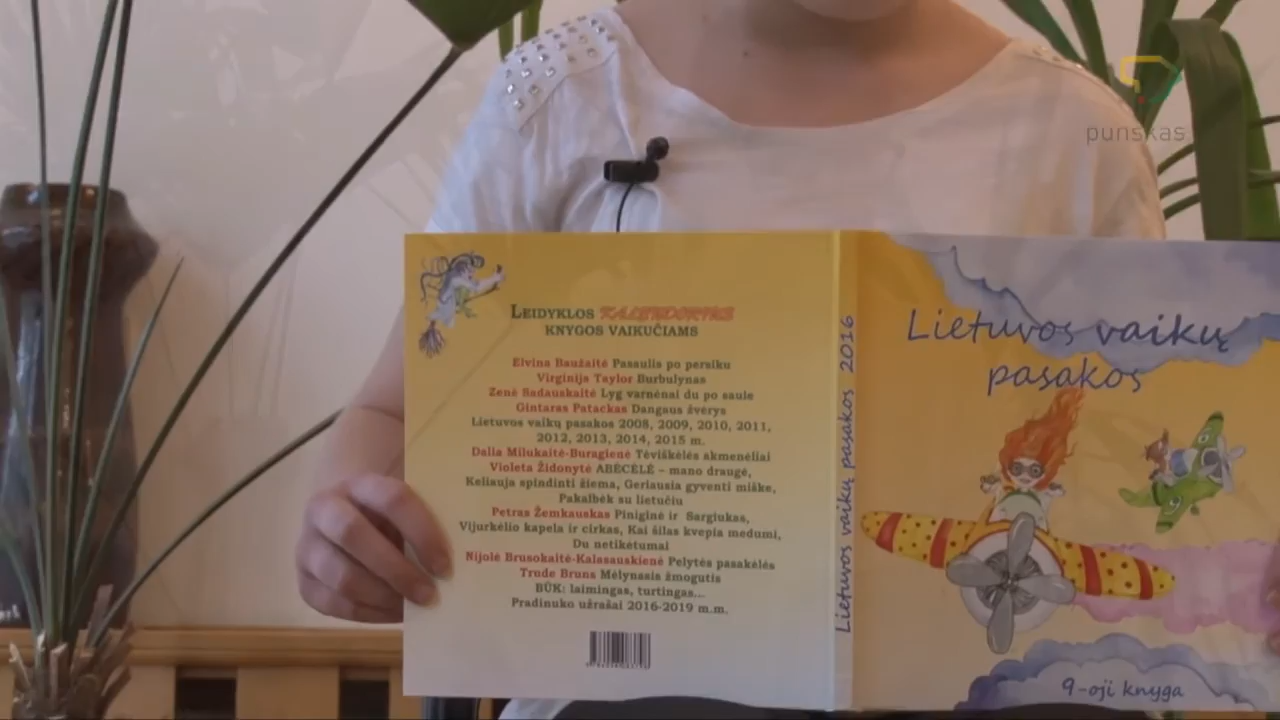 punskas
LEIDYKLOS KALENDORIUS
KNYGOS VAIKUČIAMS
Elvina Baužaitė Pasaulis po persiku
Virginija Taylor Burbulynas
Zenė Sadauskaitė Lyg varnėnai du po saule
Gintaras Patackas Dangaus žvėrys
Lietuvos vaikų pasakos 2008, 2009, 2010, 2011,
2012, 2013, 2014, 2015 m.
Dalia Milukaitė-Buragienė Tėviškėlės akmenėliai
Violeta Židonytė ABĖCĖLĖ – mano draugė,
Keliauja spindinti žiema, Geriausia gyventi miške,
Pakalbėk su lietučiu
Petras Žemkauskas Piniginė ir Sargiukas,
Vijurkėlio kapela ir cirkas, Kai šilas kvepia medumi,
Du netikėtumai
Nijolė Brusokaitė-Kalasauskienė Pelytės pasakėlės
Trude Bruns Mėlynasis žmogutis
BŪK: laimingas, turtingas...
Pradinuko užrašai 2016-2019 m.m.
Lietuvos vaikų pasakos 2016
Lietuvos vaikų
pasakos
9-oji knyga